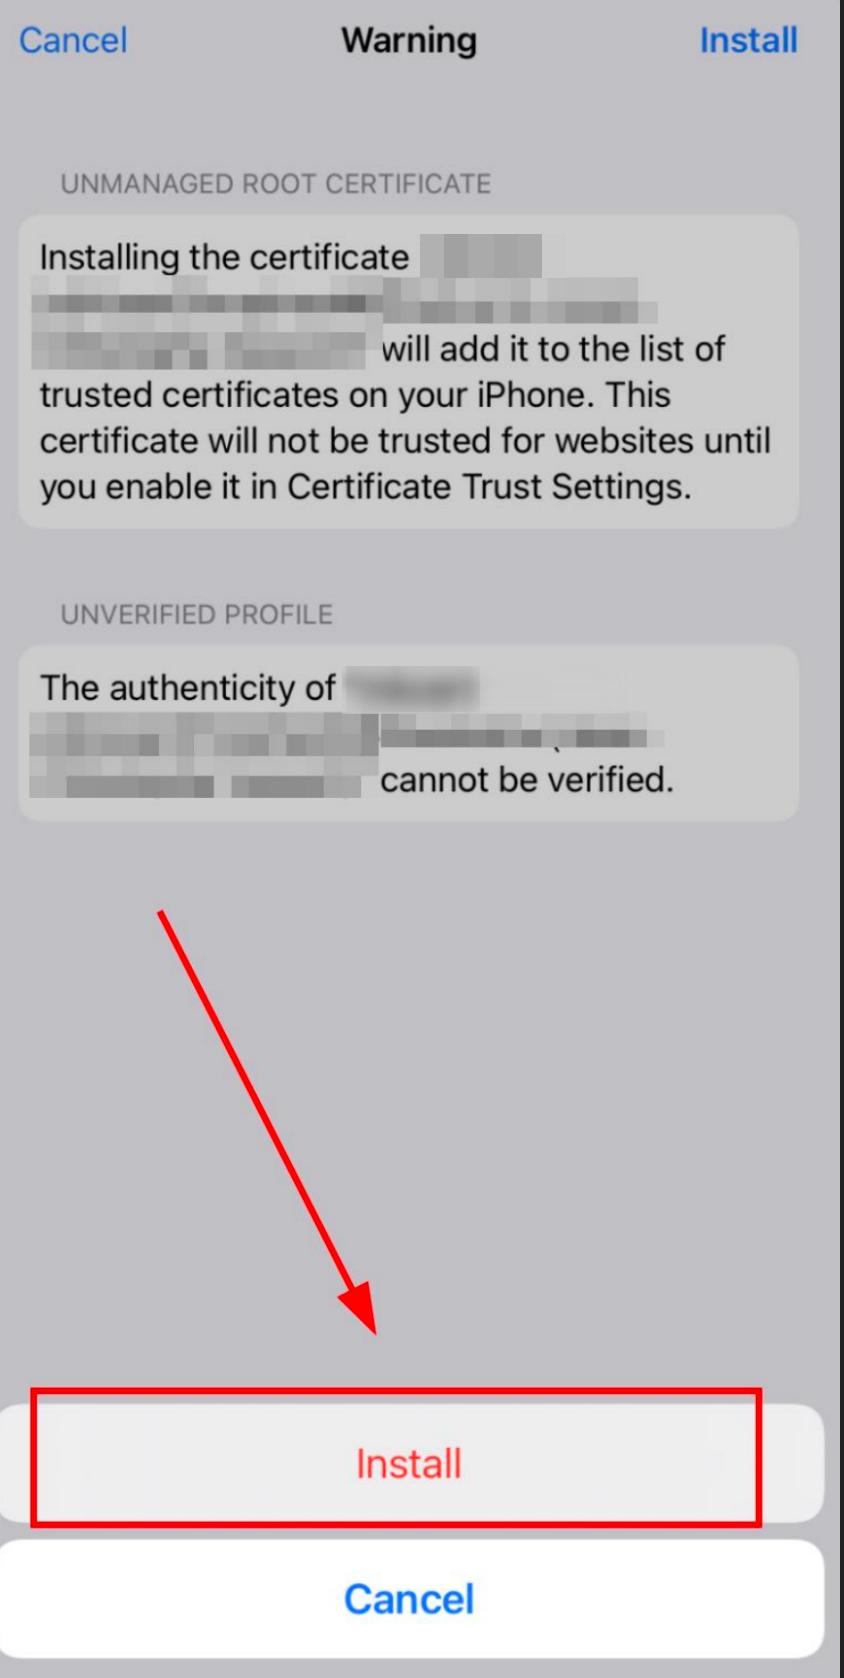 Cancel Warning Install
UNMANAGED ROOT CERTIFICATE
Installing the certificate
will add it to the list of
trusted certificates on your iPhone. This
certificate will not be trusted for websites until
you enable it in Certificate Trust Settings.
UNVERIFIED PROFILE
The authenticity of
cannot be verified.
Install
Cancel